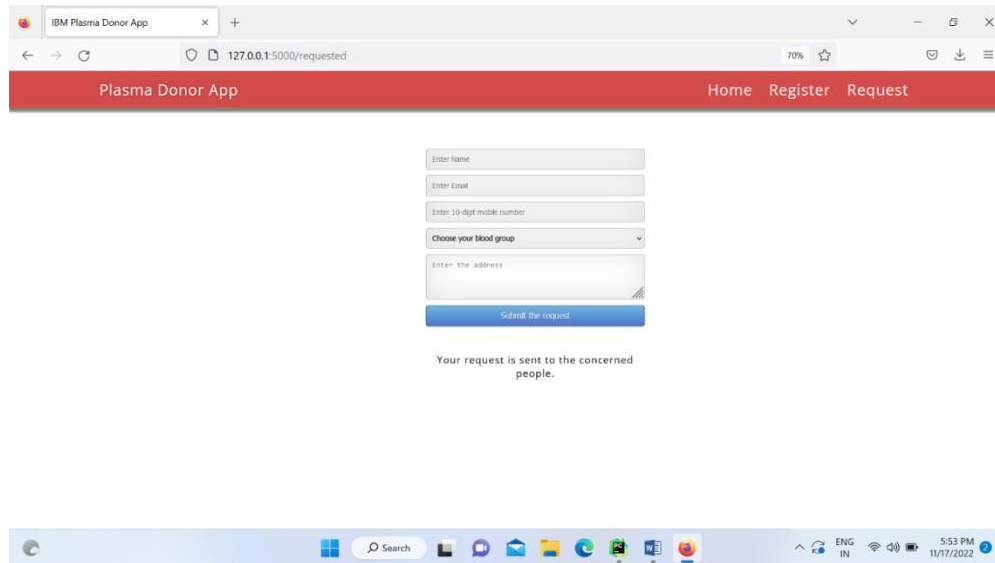 IBM Plasma Donor App
127.0.0.1:5000/requested
70%
Plasma Donor App
Home Register Request
Enter Name
Enter Email
Enter 10-digit mobile number
Choose your blood group
Enter the address
Submit the request
Your request is sent to the concerned
people.
Search
ENG
IN
5:53 PM
11/17/2022
2